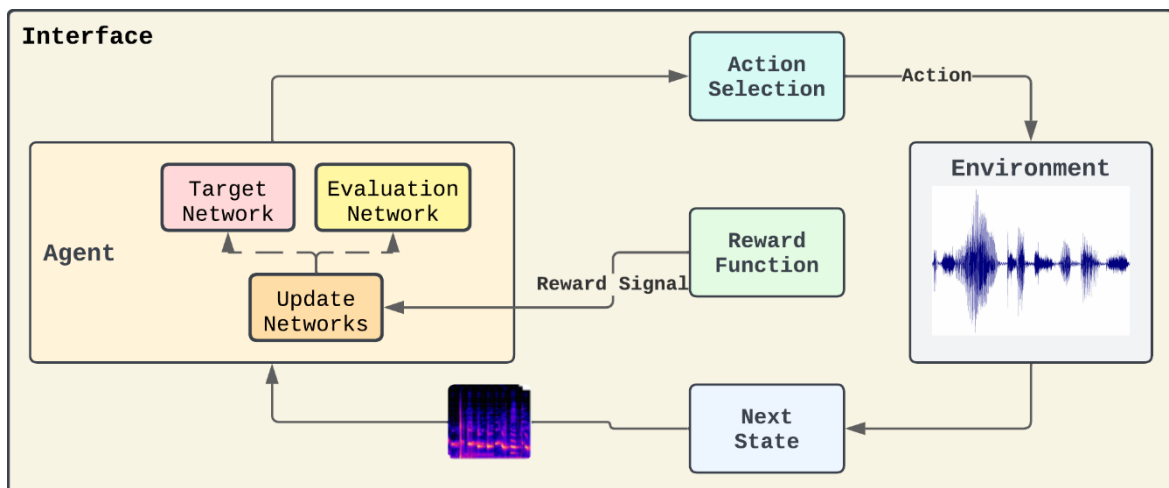 Interface
Action
Selection
Action
Environment
Target
Network
Evaluation
Network
Agent
Reward
Function
Reward Signal
Update
Networks
Next
State